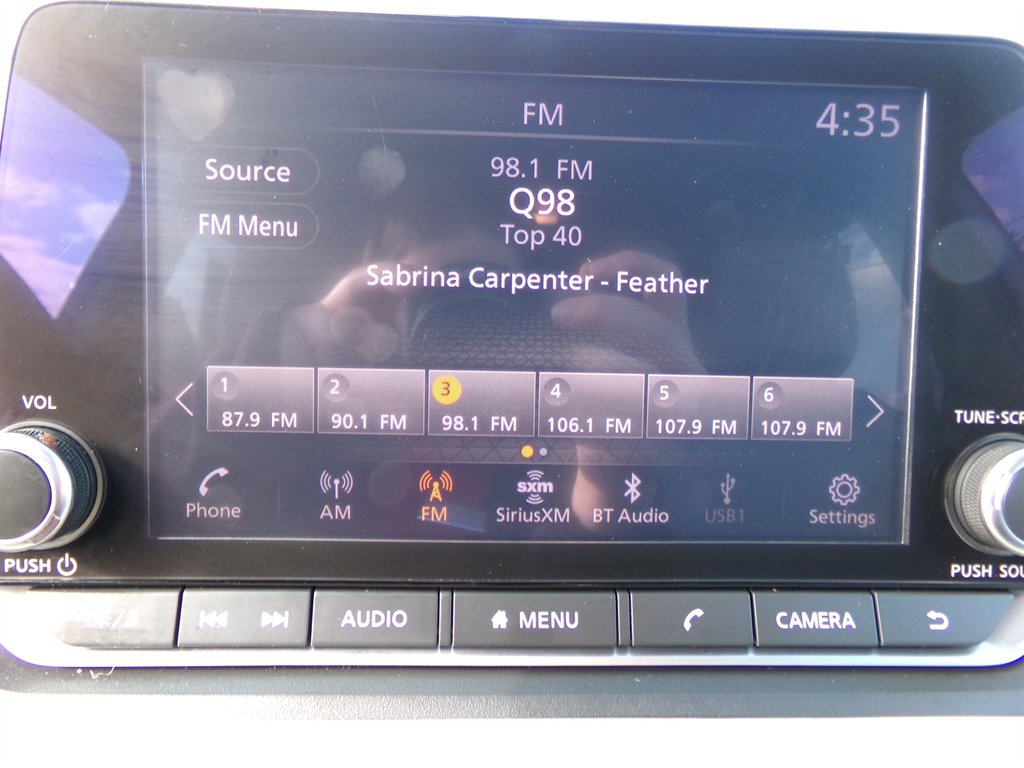 FM
4:35
Source
98.1 FM
Q98
FM Menu
Top 40
Sabrina Carpenter - Feather
1
2
3
4
5
6
87.9 FM
90.1 FM
98.1 FM
106.1 FM
107.9 FM
107.9 FM
VOL
TUNE·SCR
Phone
AM
FM
sxm
SiriusXM
BT Audio
USB1
Settings
PUSH
PUSH SOU
AUDIO
MENU
CAMERA